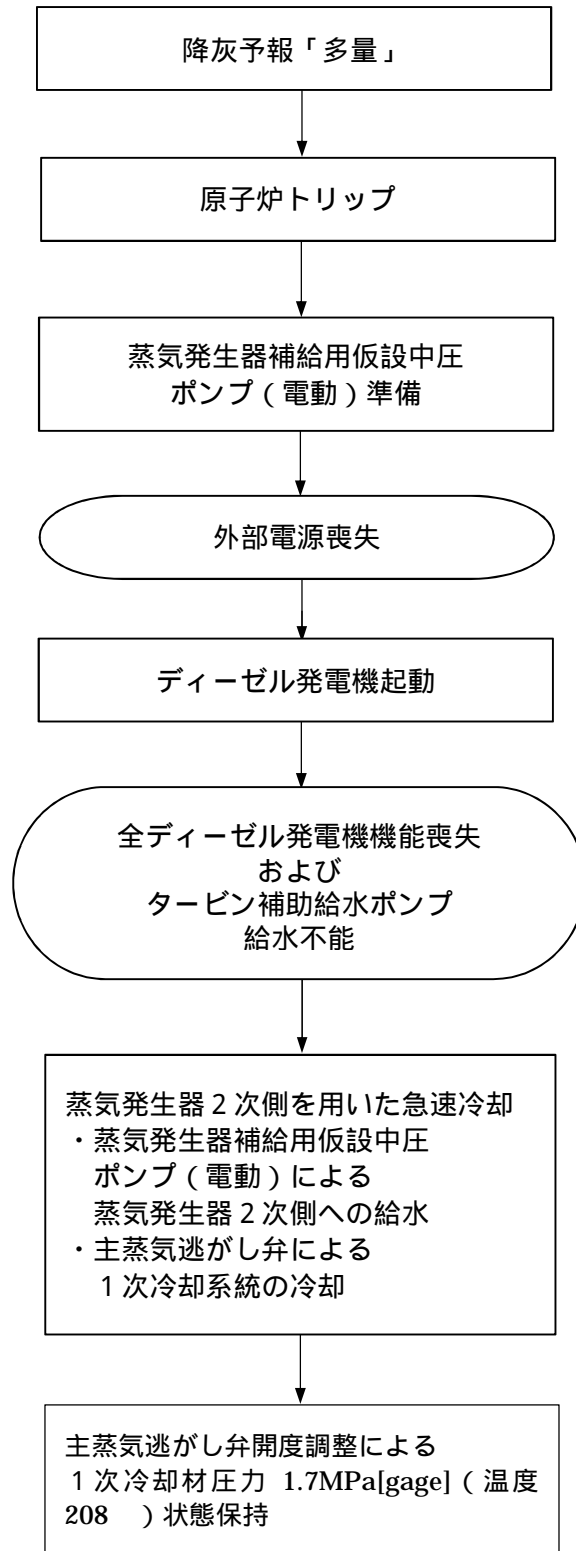 降灰予報「多量」
原子炉トリップ
蒸気発生器補給用仮設中圧
ポンプ（電動）準備
外部電源喪失
ディーゼル発電機起動
全ディーゼル発電機機能喪失
および
タービン補助給水ポンプ
給水不能
蒸気発生器２次側を用いた急速冷却
・蒸気発生器補給用仮設中圧
ポンプ（電動）による
蒸気発生器２次側への給水
・主蒸気逃がし弁による
１次冷却系統の冷却
主蒸気逃がし弁開度調整による
１次冷却材圧力 1.7MPa[gage]（温度
208　）状態保持